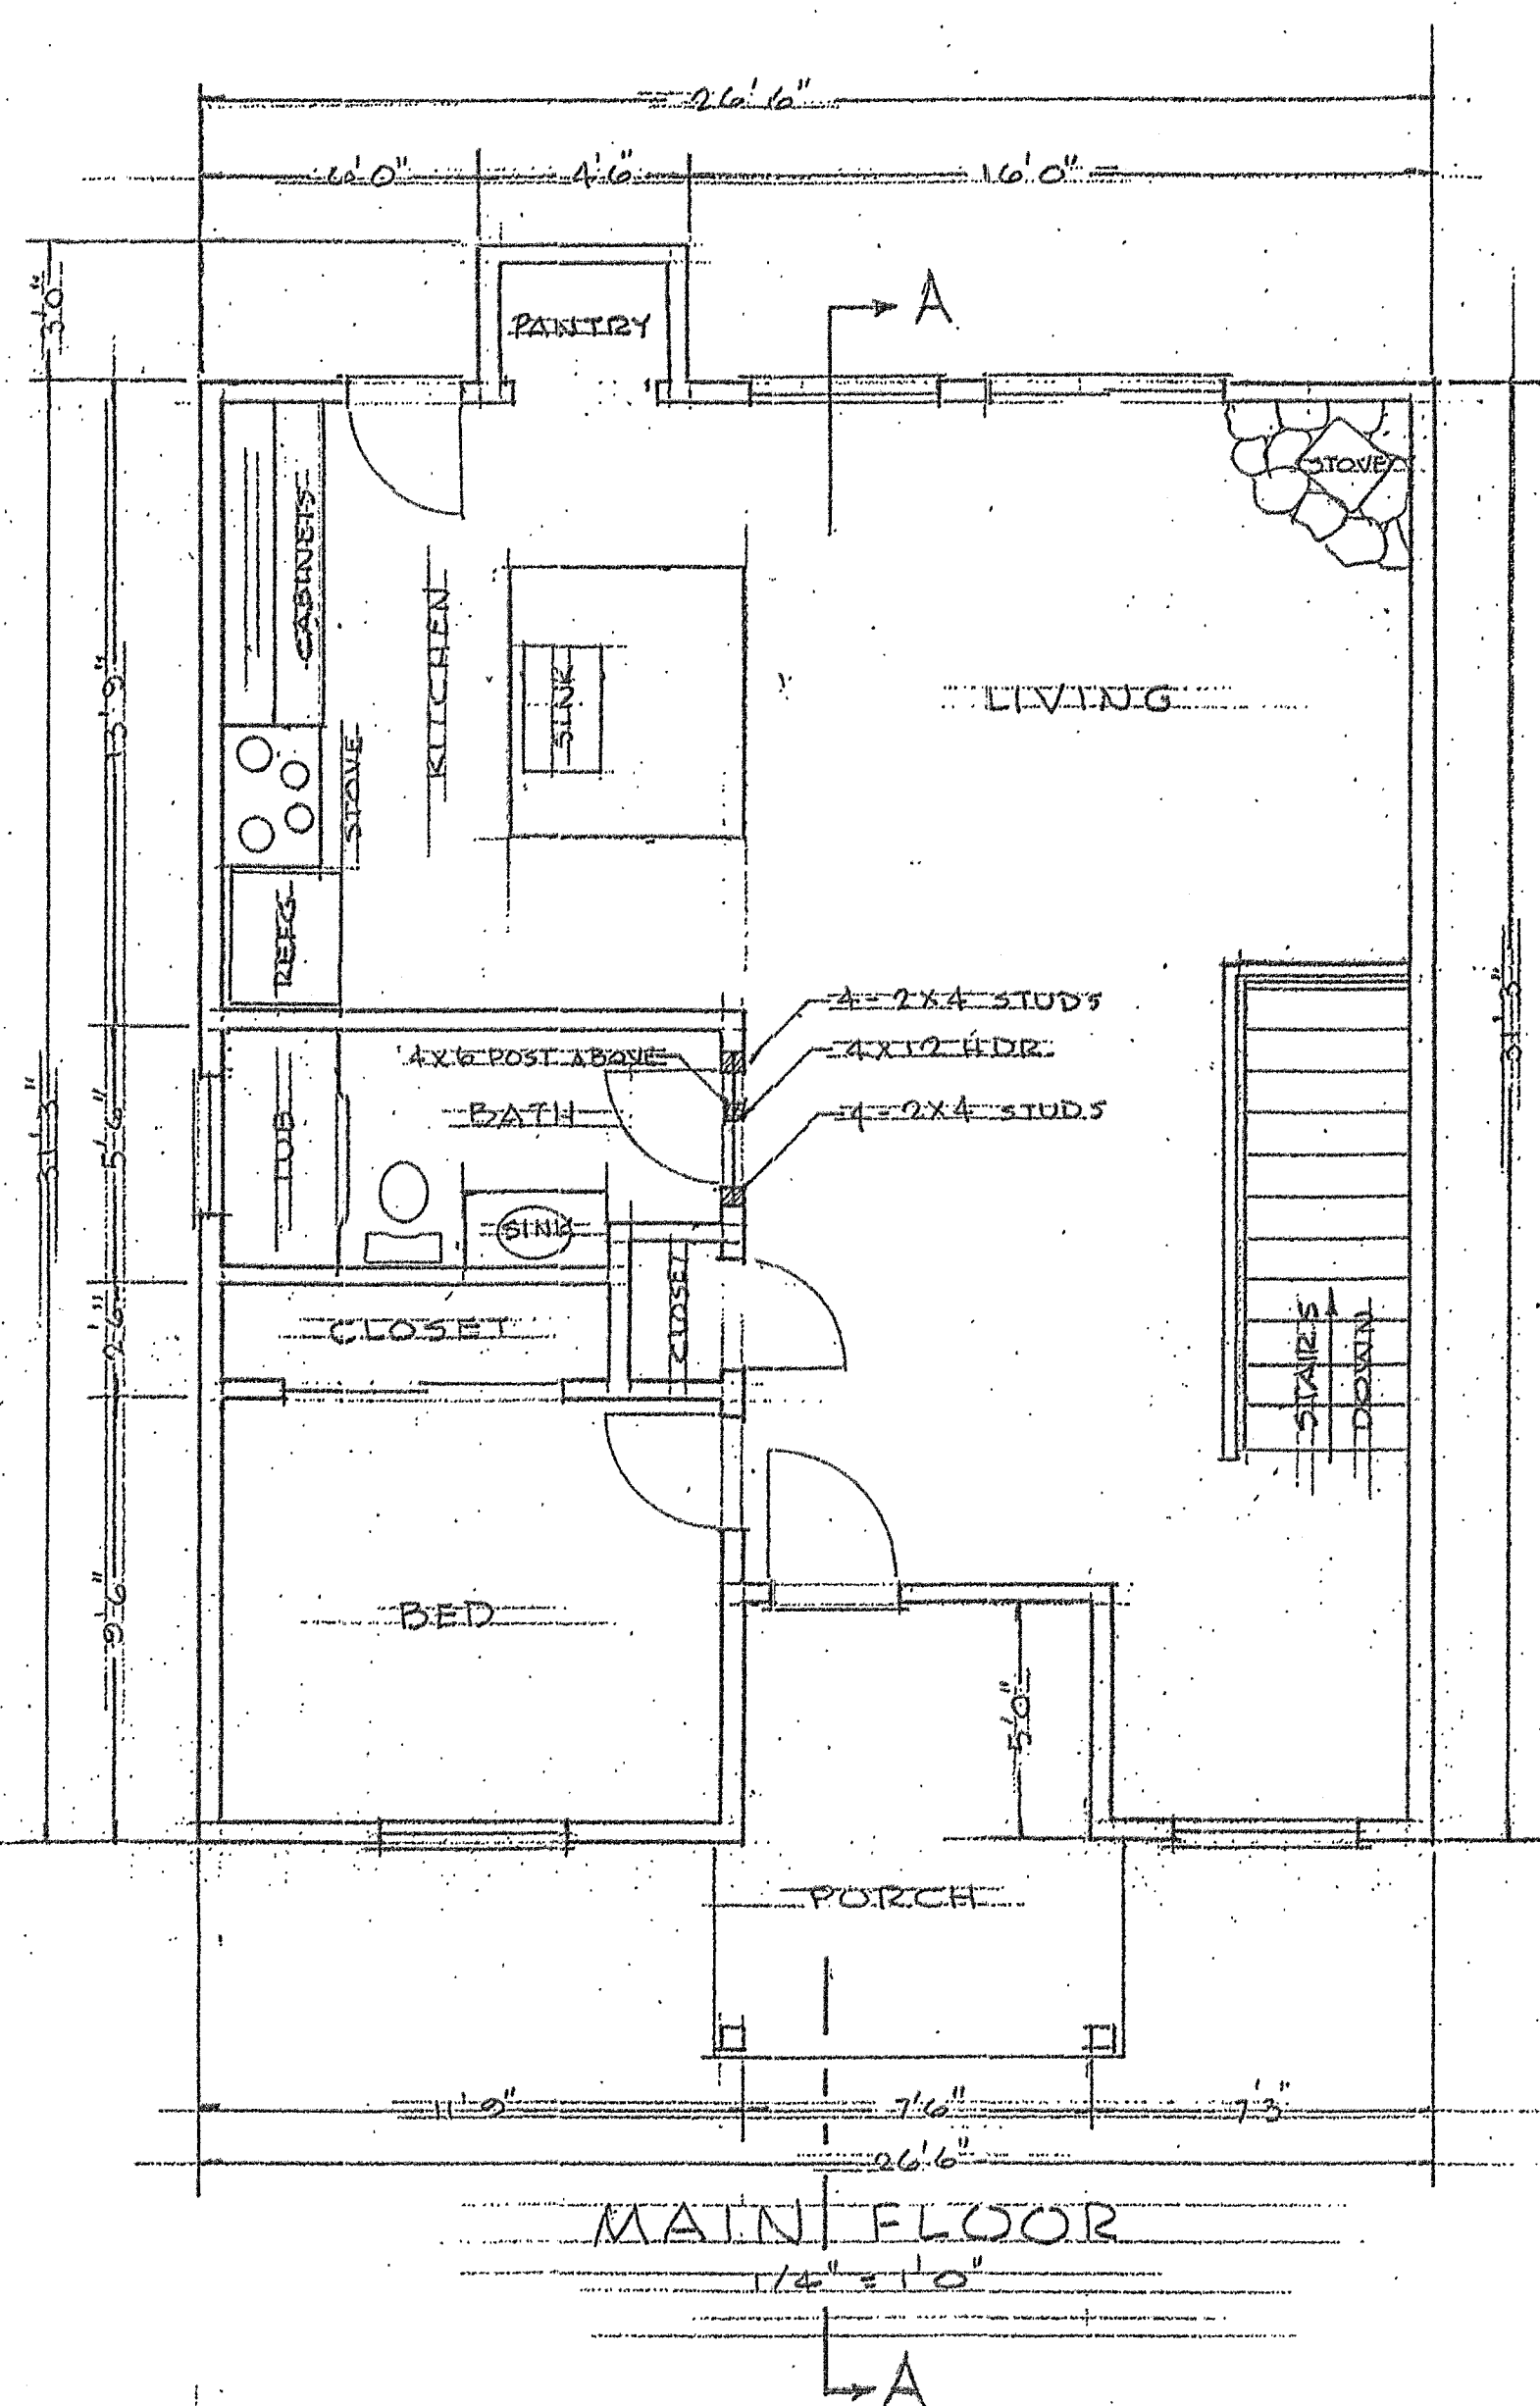 26'6"
6'0" 4'6" 16'0"
3'0"
PANTRY
A
STOVE
CABINETS
KITCHEN
SINK
LIVING
13'9"
STOVE
REFG
4-2X4 STUDS
4X6 POST ABOVE
4X12 HDR
4-2X4 STUDS
BATH
TUB
SINK
31'3"
5'6"
31'3"
CLOSET
CLOSET
2'6"
STAIRS
DOWN
BED
9'6"
5'0"
PORCH
11'9" 7'6" 7'3"
26'6"
MAIN FLOOR
1/4" = 1'0"
A